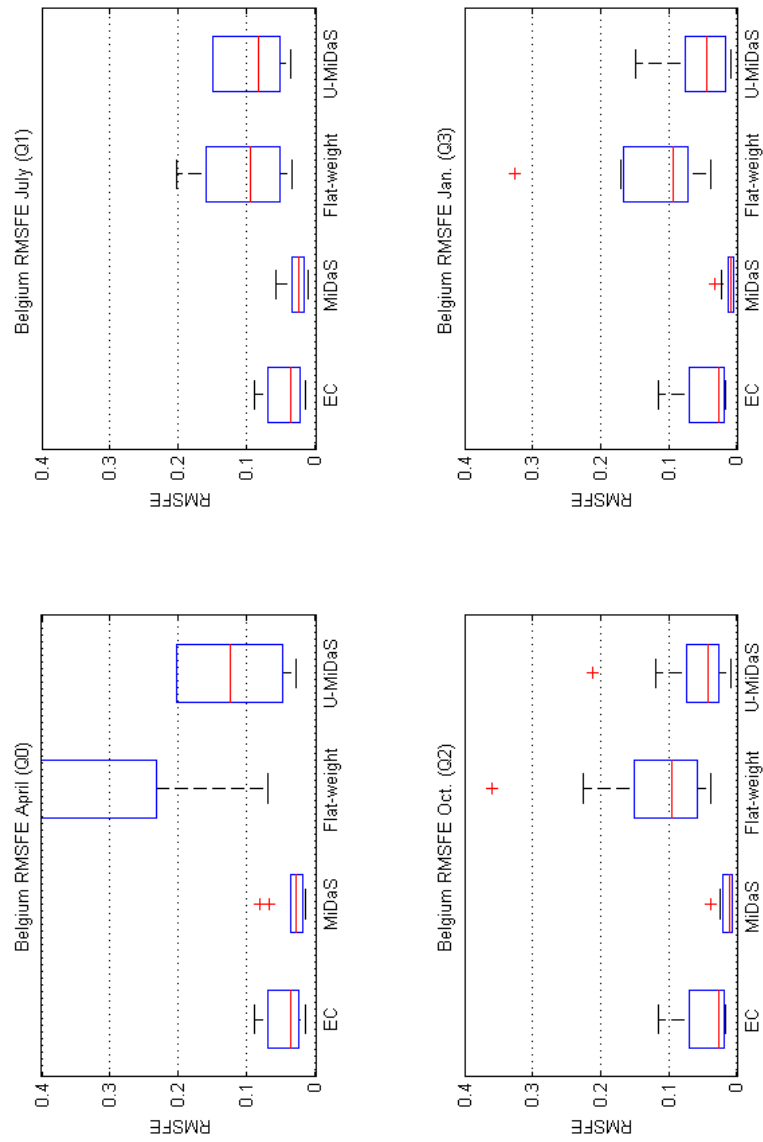 Belgium RMSFE April (Q0)
RMSFE
0.4
0.3
0.2
0.1
0
EC
MiDaS
Flat-weight
U-MiDaS
Belgium RMSFE July (Q1)
RMSFE
0.4
0.3
0.2
0.1
0
EC
MiDaS
Flat-weight
U-MiDaS
Belgium RMSFE Oct. (Q2)
RMSFE
0.4
0.3
0.2
0.1
0
EC
MiDaS
Flat-weight
U-MiDaS
Belgium RMSFE Jan. (Q3)
RMSFE
0.4
0.3
0.2
0.1
0
EC
MiDaS
Flat-weight
U-MiDaS